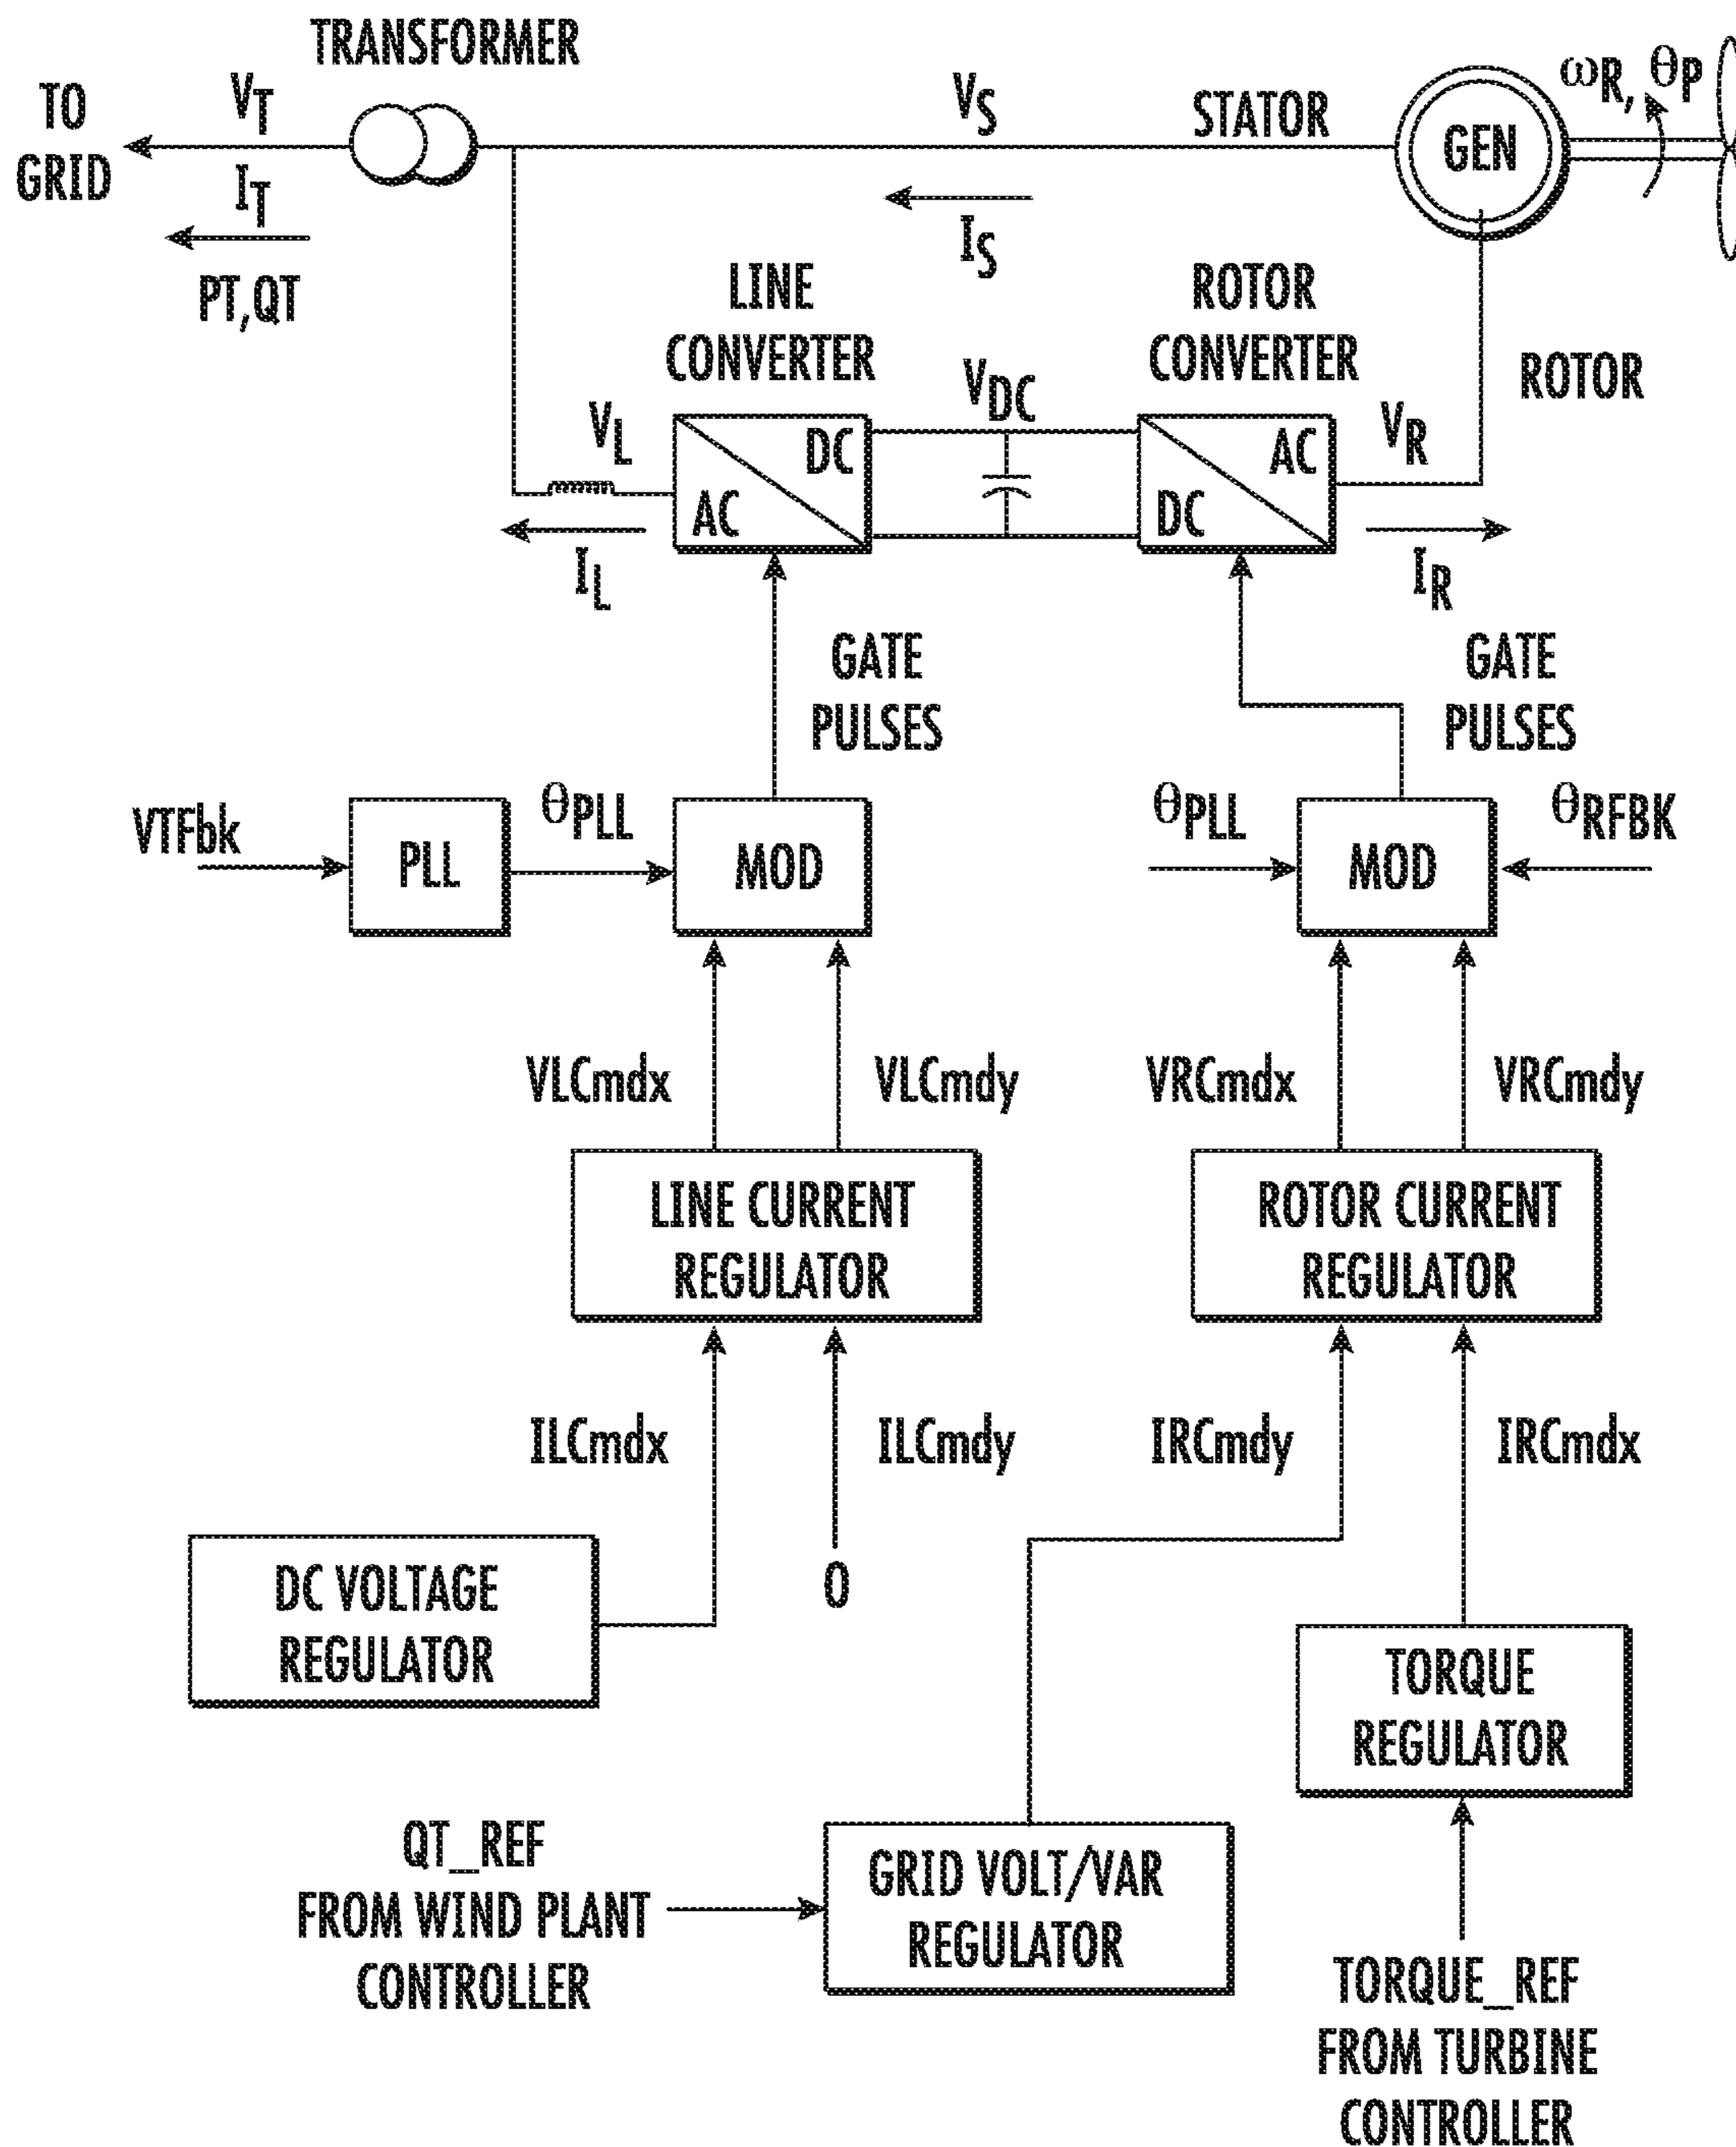 TRANSFORMER
TO
GRID
VT
IT
PT,QT
VS
IS
STATOR
GEN
ωR, θP
LINE
CONVERTER
ROTOR
CONVERTER
ROTOR
VL
VDC
VR
DC
AC
AC
DC
IL
IR
GATE
PULSES
GATE
PULSES
VTFbk
PLL
θPLL
MOD
θPLL
MOD
θRFBK
VLCmdx
VLCmdy
VRCmdx
VRCmdy
LINE CURRENT
REGULATOR
ROTOR CURRENT
REGULATOR
ILCmdx
ILCmdy
IRCmdy
IRCmdx
DC VOLTAGE
REGULATOR
0
TORQUE
REGULATOR
QT_REF
FROM WIND PLANT
CONTROLLER
GRID VOLT/VAR
REGULATOR
TORQUE_REF
FROM TURBINE
CONTROLLER